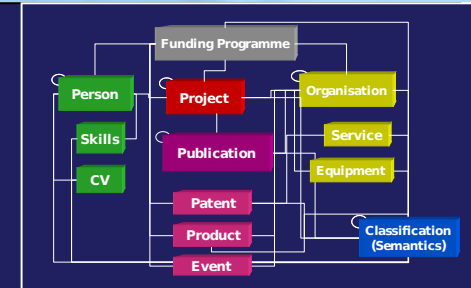 Funding Programme
Person
Project
Organisation
Skills
Publication
Service
CV
Equipment
Patent
Product
Classification
(Semantics)
Event